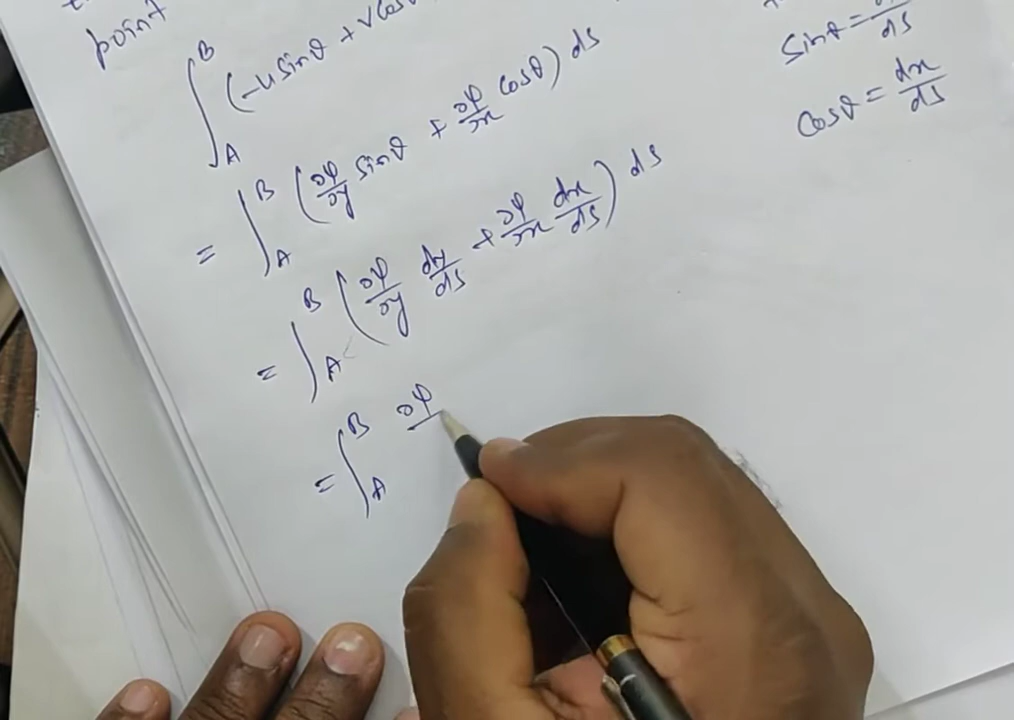 point
∫_A^B (-u sinθ + v cosθ
sinθ = /ds
cosθ = dx/ds
= ∫_A^B (∂ψ/∂y sinθ + ∂ψ/∂x cosθ) ds
= ∫_A^B (∂ψ/∂y dy/ds + ∂ψ/∂x dx/ds) ds
= ∫_A^B ∂ψ